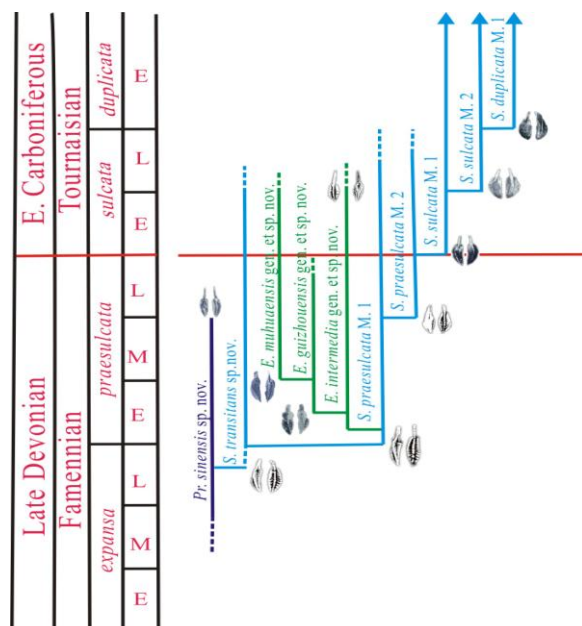 E. Carboniferous
Late Devonian
Tournaisian
Famennian
duplicata
sulcata
praesulcata
expansa
E
L
E
L
M
E
L
M
E
Pr. sinensis sp. nov.
S. transitans sp.nov.
E. muhuaensis gen. et sp. nov.
E. guizhouensis gen. et sp. nov.
E. intermedia gen. et sp. nov.
S. praesulcata M. 1
S. praesulcata M. 2
S. sulcata M. 1
S. sulcata M. 2
S. duplicata M. 1